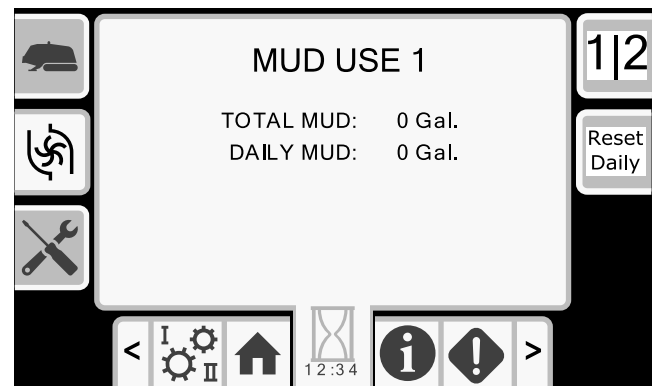 MUD USE 1
TOTAL MUD: 0 Gal.
DAILY MUD: 0 Gal.
1|2
Reset
Daily
< I II 12:34 i ! >